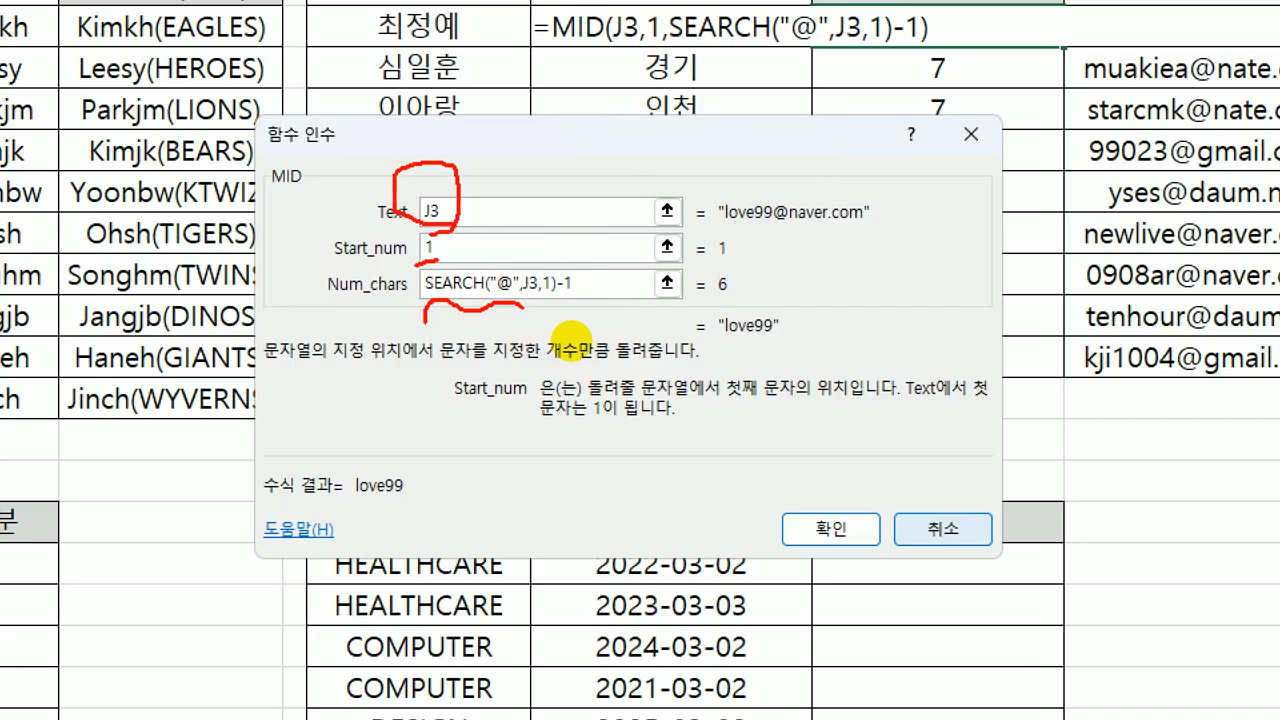 kh Kimkh(EAGLES) 최정예 =MID(J3,1,SEARCH("@",J3,1)-1)
sy Leesy(HEROES) 심일훈 경기 7 muakiea@nate.
jm Parkjm(LIONS) 이아랑 인천 7 starcmk@nate.
jk Kimjk(BEARS) 99023@gmail.
bw Yoonbw(KTWIZ yses@daum.n
sh Ohsh(TIGERS) newlive@naver.
hm Songhm(TWINS 0908ar@naver.
jb Jangjb(DINOS tenhour@daum
eh Haneh(GIANTS kji1004@gmail.
ch Jinch(WYVERNS
함수 인수 ?
MID
Text J3 = "love99@naver.com"
Start_num 1 = 1
Num_chars SEARCH("@",J3,1)-1 = 6
= "love99"
문자열의 지정 위치에서 문자를 지정한 개수만큼 돌려줍니다.
Start_num 은(는) 돌려줄 문자열에서 첫째 문자의 위치입니다. Text에서 첫
문자는 1이 됩니다.
수식 결과= love99
도움말(H) 확인 취소
분
HEALTHCARE 2022-03-02
HEALTHCARE 2023-03-03
COMPUTER 2024-03-02
COMPUTER 2021-03-02